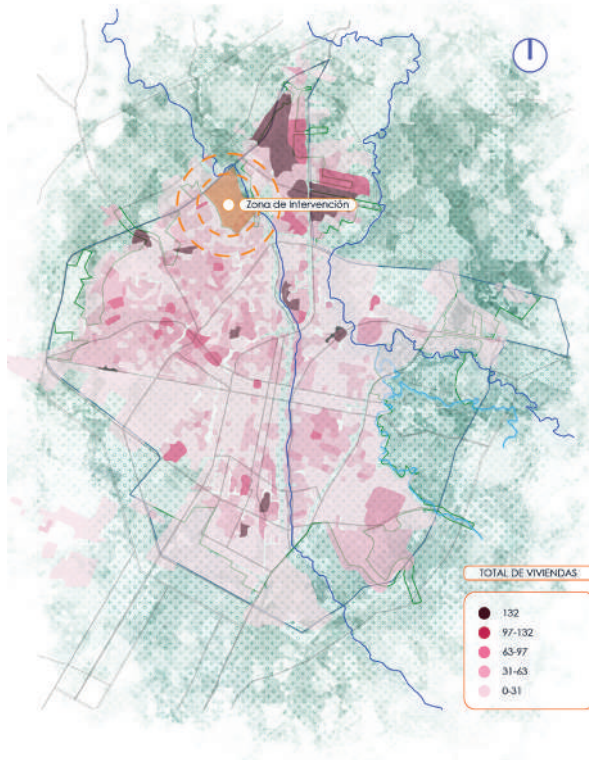 Zona de Intervención
TOTAL DE VIVIENDAS
132
97-132
63-97
31-63
0-31